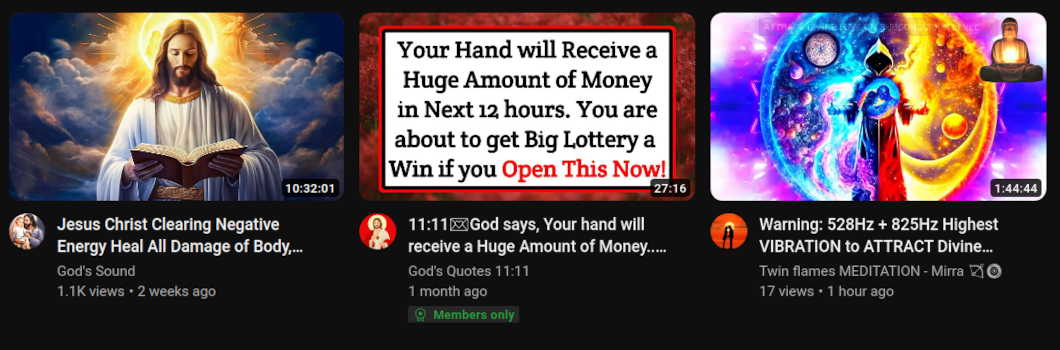 10:32:01
Jesus Christ Clearing Negative
Energy Heal All Damage of Body,...
God's Sound
1.1K views • 2 weeks ago
Your Hand will Receive a
Huge Amount of Money
in Next 12 hours. You are
about to get Big Lottery a
Win if you Open This Now!
27:16
11:11✉God says, Your hand will
receive a Huge Amount of Money.....
God's Quotes 11:11
1 month ago
Members only
1:44:44
Warning: 528Hz + 825Hz Highest
VIBRATION to ATTRACT Divine...
Twin flames MEDITATION - Mirra 🏹🧿
17 views • 1 hour ago